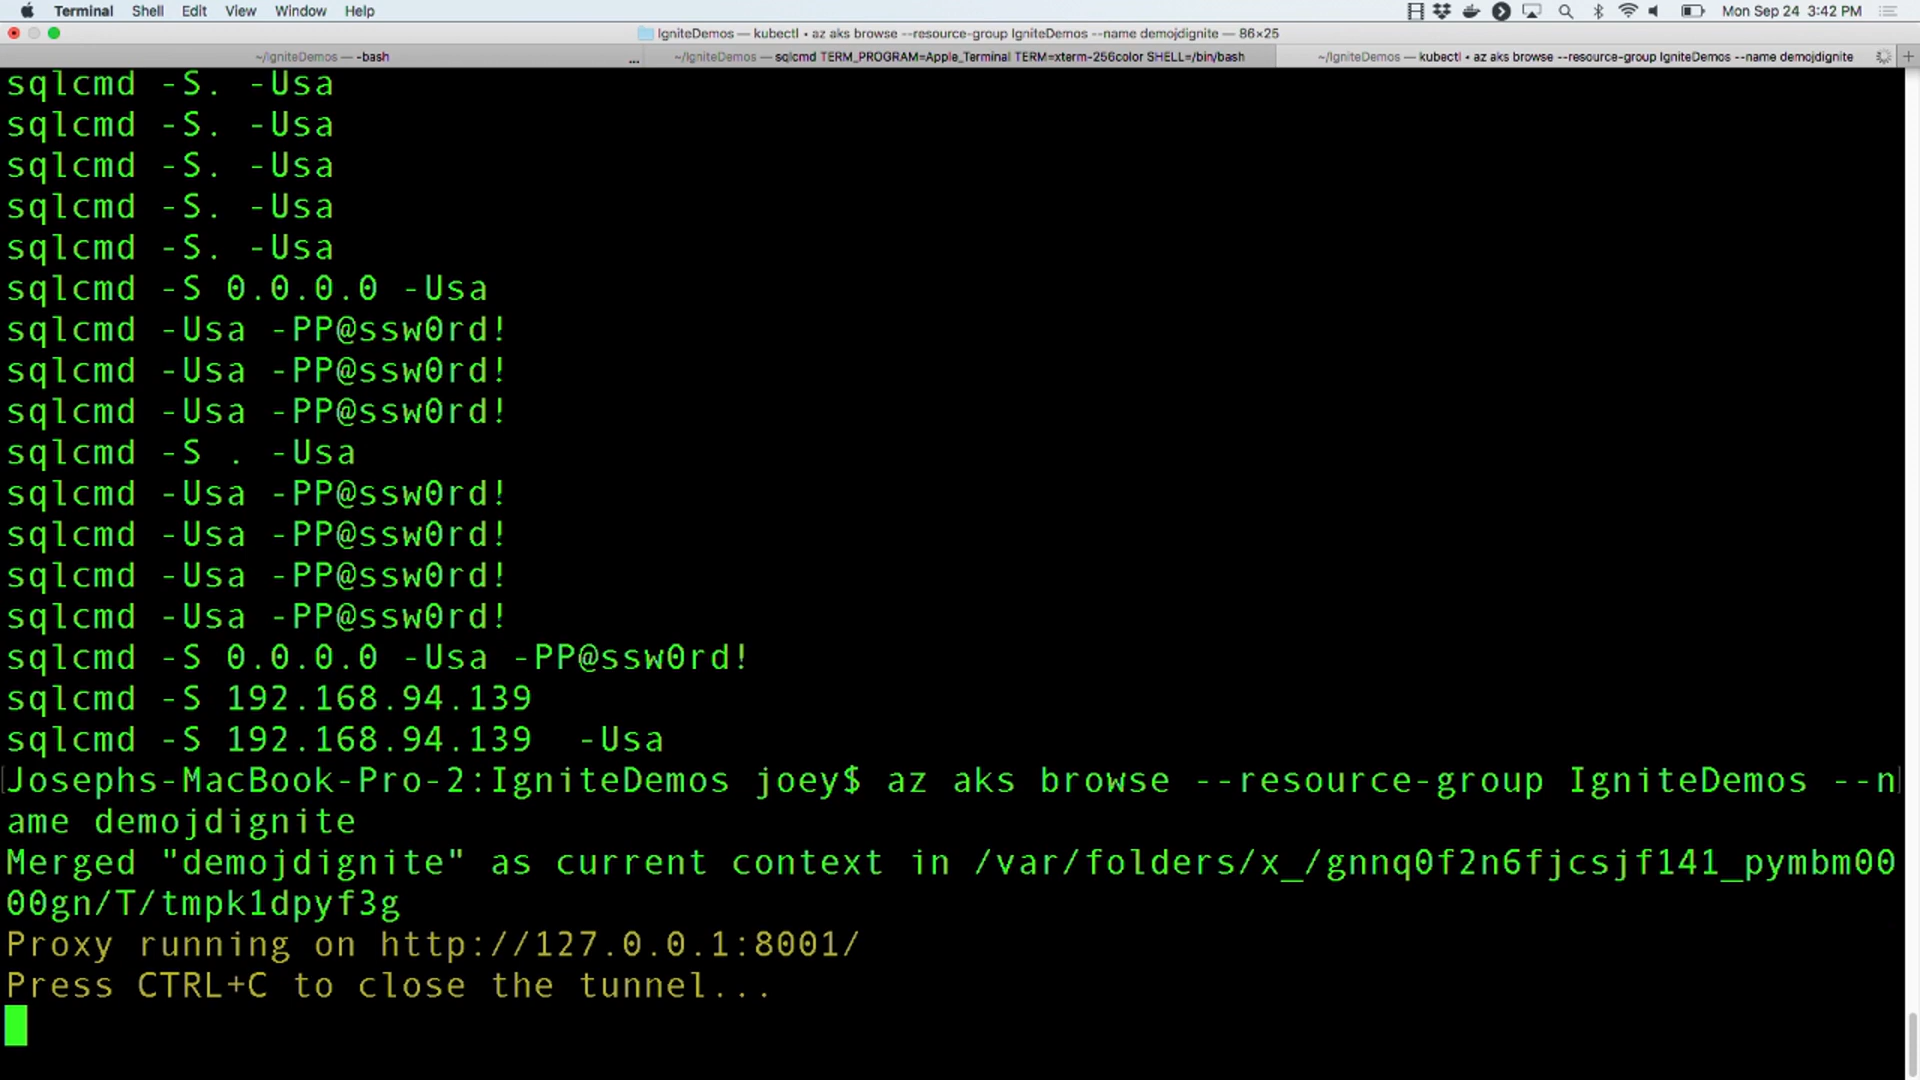 Terminal Shell Edit View Window Help Mon Sep 24 3:42 PM
IgniteDemos — kubectl • az aks browse --resource-group IgniteDemos --name demojdignite — 86×25
~/IgniteDemos — -bash ... ~/IgniteDemos — sqlcmd TERM_PROGRAM=Apple_Terminal TERM=xterm-256color SHELL=/bin/bash ~/IgniteDemos — kubectl • az aks browse --resource-group IgniteDemos --name demojdignite +
sqlcmd -S. -Usa
sqlcmd -S. -Usa
sqlcmd -S. -Usa
sqlcmd -S. -Usa
sqlcmd -S. -Usa
sqlcmd -S 0.0.0.0 -Usa
sqlcmd -Usa -PP@ssw0rd!
sqlcmd -Usa -PP@ssw0rd!
sqlcmd -Usa -PP@ssw0rd!
sqlcmd -S . -Usa
sqlcmd -Usa -PP@ssw0rd!
sqlcmd -Usa -PP@ssw0rd!
sqlcmd -Usa -PP@ssw0rd!
sqlcmd -Usa -PP@ssw0rd!
sqlcmd -S 0.0.0.0 -Usa -PP@ssw0rd!
sqlcmd -S 192.168.94.139
sqlcmd -S 192.168.94.139  -Usa
Josephs-MacBook-Pro-2:IgniteDemos joey$ az aks browse --resource-group IgniteDemos --n
ame demojdignite
Merged "demojdignite" as current context in /var/folders/x_/gnnq0f2n6fjcsjf141_pymbm00
00gn/T/tmpk1dpyf3g
Proxy running on http://127.0.0.1:8001/
Press CTRL+C to close the tunnel...